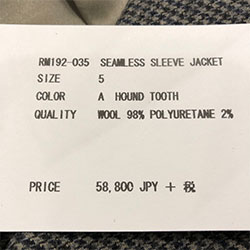 RM192-035 SEAMLESS SLEEVE JACKET
SIZE 5
COLOR A HOUND TOOTH
QUALITY WOOL 98% POLYURETANE 2%
PRICE 58,800 JPY + 税